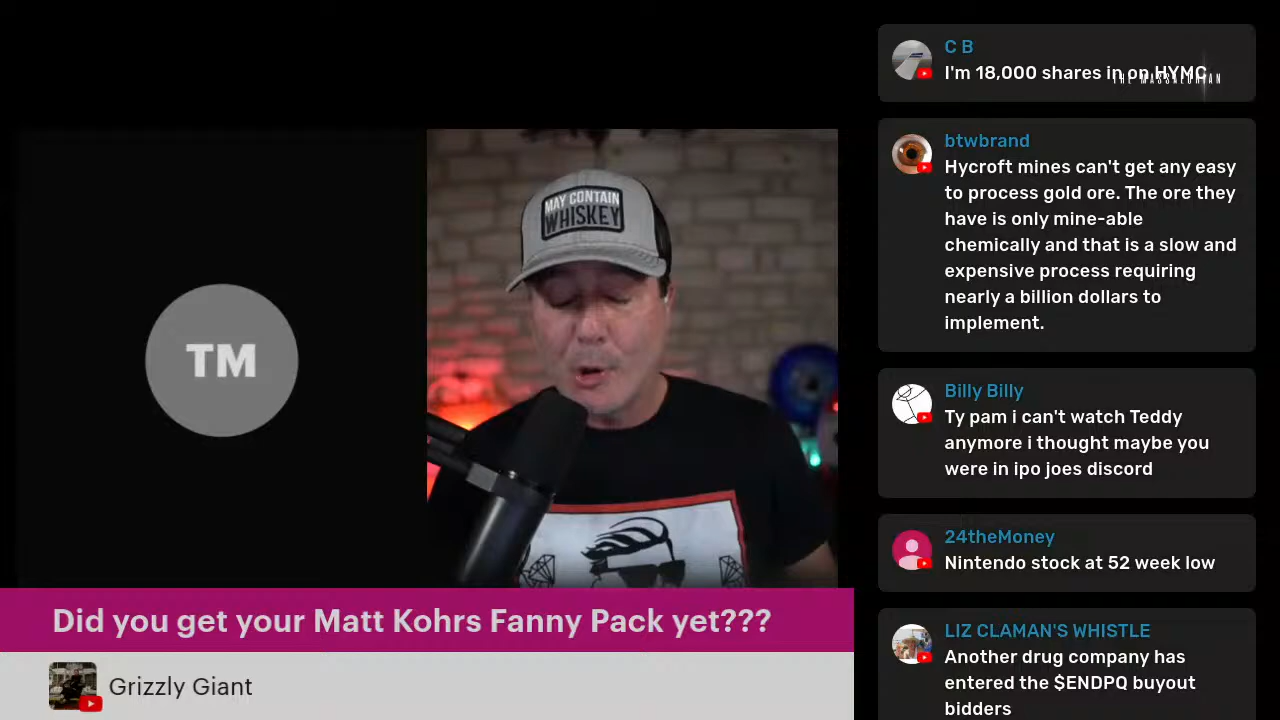 TM
MAY CONTAIN
WHISKEY
Did you get your Matt Kohrs Fanny Pack yet???
Grizzly Giant
C B
I'm 18,000 shares in on HYMC
btwbrand
Hycroft mines can't get any easy
to process gold ore. The ore they
have is only mine-able
chemically and that is a slow and
expensive process requiring
nearly a billion dollars to
implement.
Billy Billy
Ty pam i can't watch Teddy
anymore i thought maybe you
were in ipo joes discord
24theMoney
Nintendo stock at 52 week low
LIZ CLAMAN'S WHISTLE
Another drug company has
entered the $ENDPQ buyout
bidders